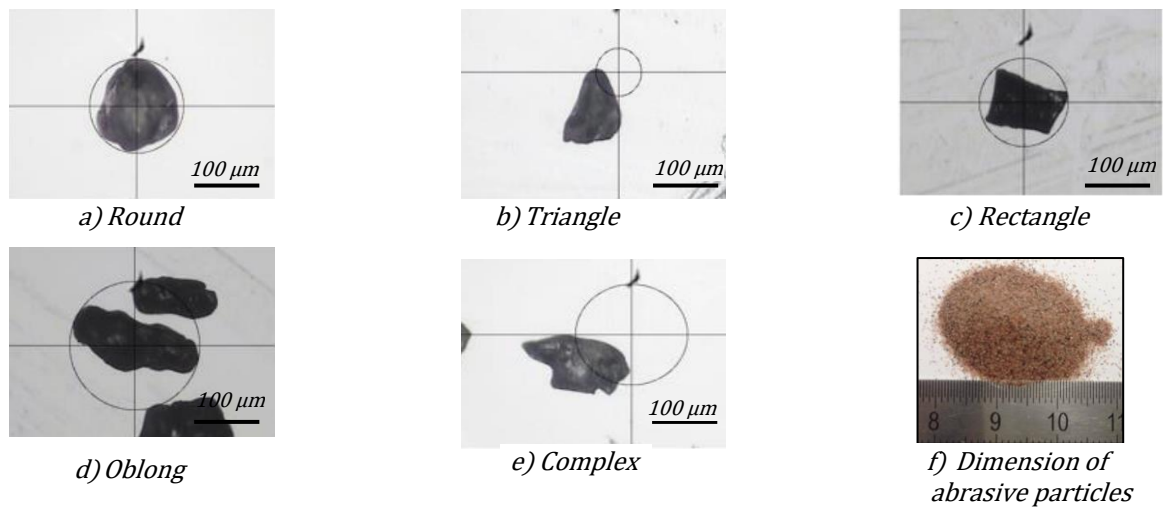 100 μm
100 μm
100 μm
a) Round
b) Triangle
c) Rectangle
100 μm
100 μm
8 9 10 11
d) Oblong
e) Complex
f) Dimension of
abrasive particles